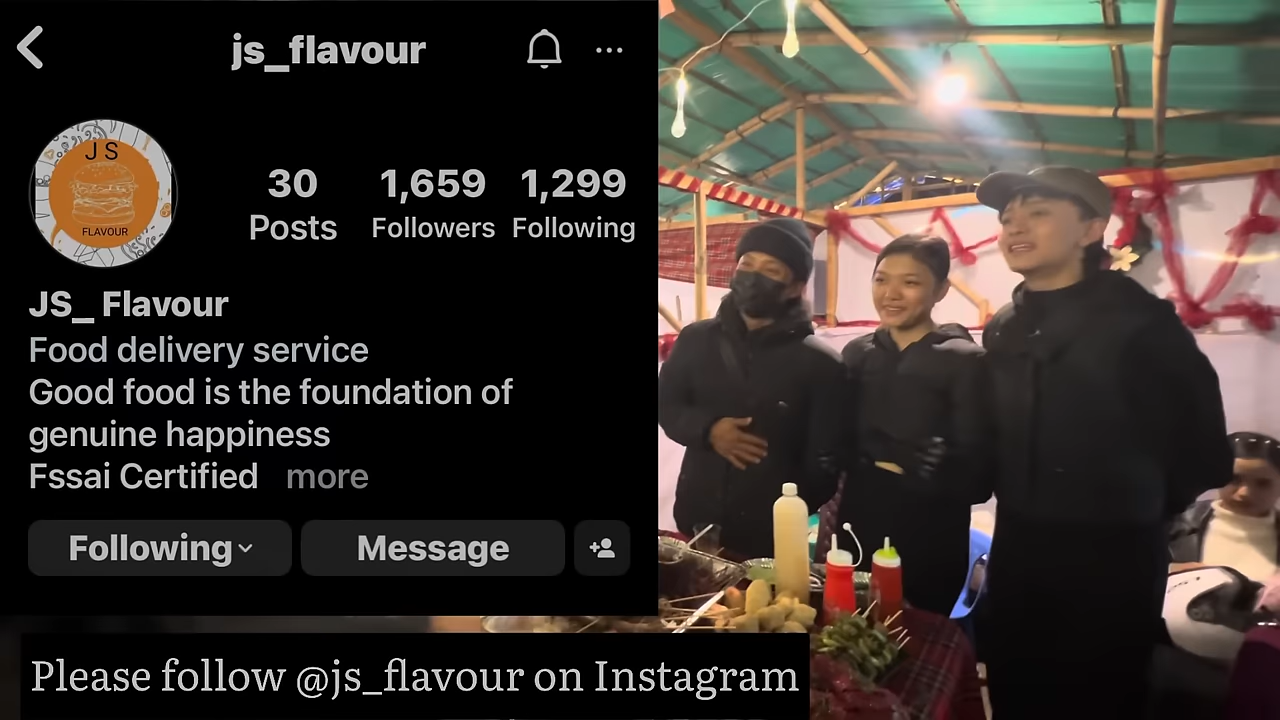 js_flavour
J S
FLAVOUR
30
Posts
1,659
Followers
1,299
Following
JS_ Flavour
Food delivery service
Good food is the foundation of
genuine happiness
Fssai Certified more
Following
Message
Please follow @js_flavour on Instagram